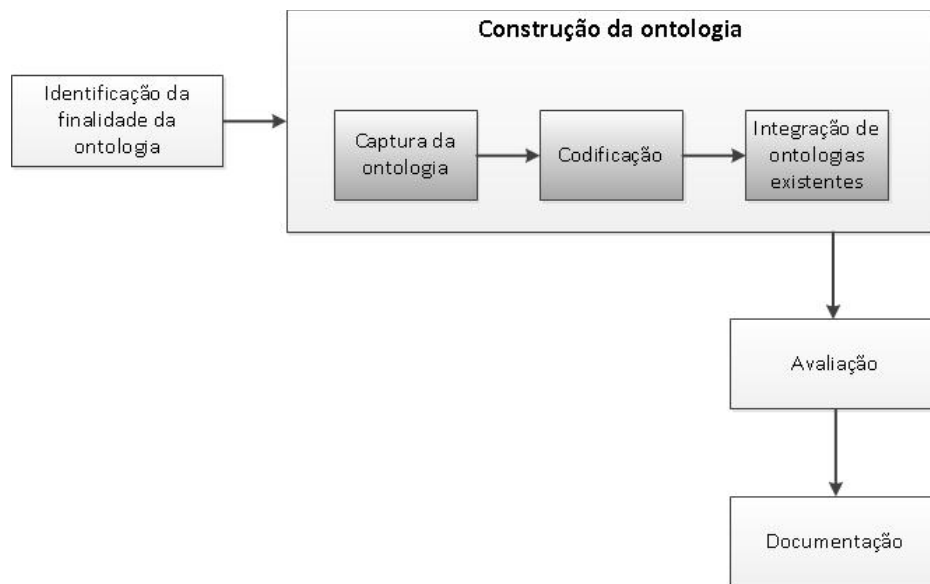 Construção da ontologia
Identificação da
finalidade da
ontologia
Captura da
ontologia
Codificação
Integração de
ontologias
existentes
Avaliação
Documentação